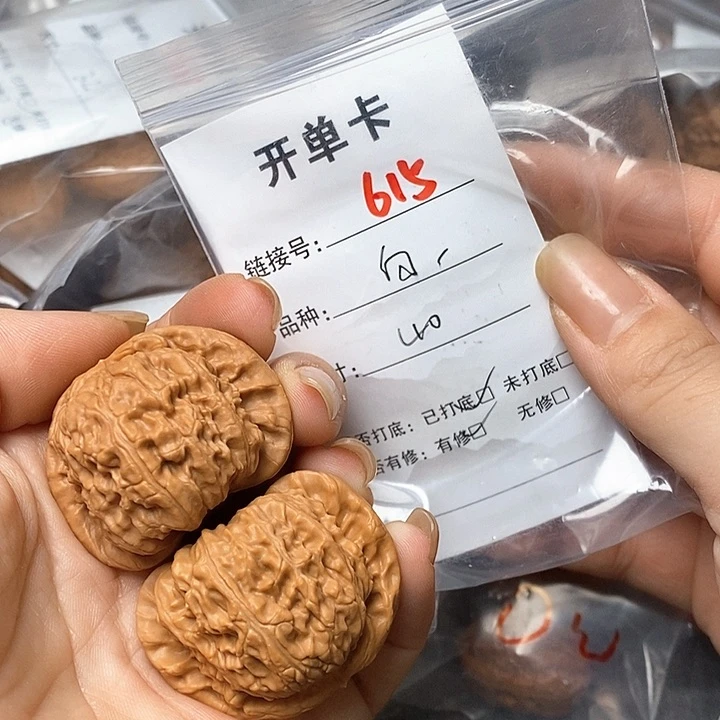 开单卡
链接号：615
品种：白
寸：40
否打底：已打底☑ 未打底☐
否有修：有修☑ 无修☐